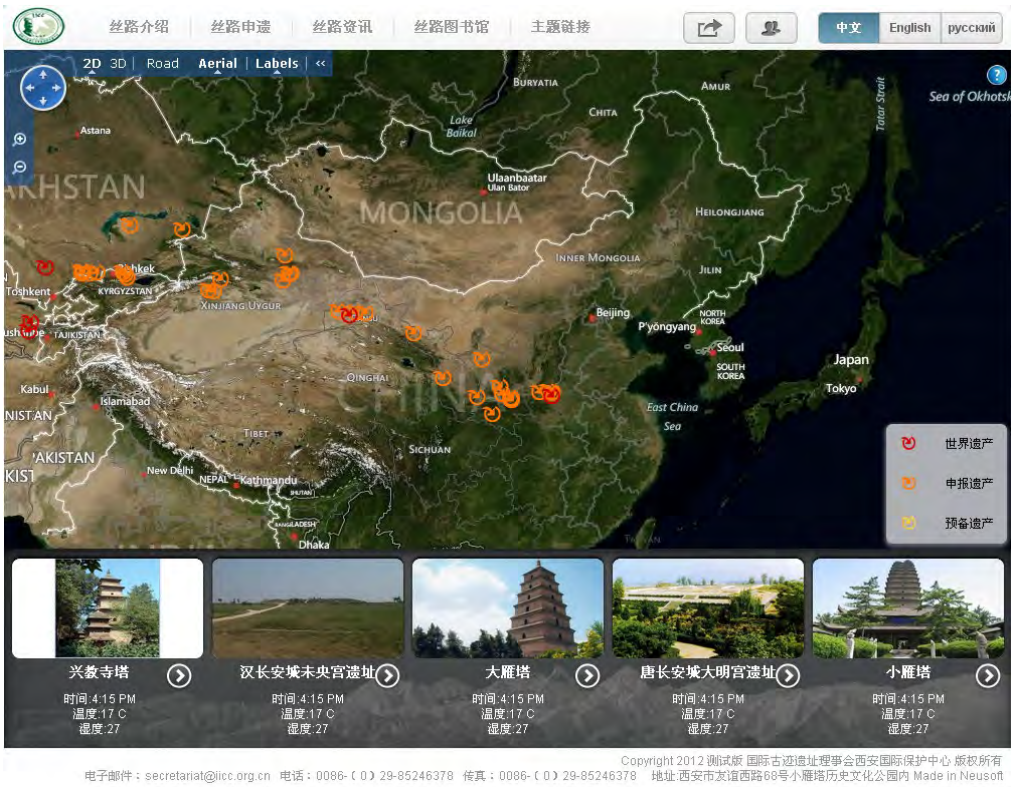 IICC
丝路介绍 丝路申遗 丝路资讯 丝路图书馆 主题链接
中文 English русский
2D 3D | Road Aerial | Labels | «
?
BURYATIA
AMUR
Tatar Strait
Sea of Okhotsk
CHITA
Lake
Baikal
Astana
Ulaanbaatar
Ulan Bator
AKHSTAN
MONGOLIA
HEILONGJIANG
INNER MONGOLIA
JILIN
Toshkent
KYRGYZSTAN
XINJIANG UYGUR
Beijing
NORTH
KOREA
P'yŏngyang
TAJIKISTAN
Seoul
SOUTH
KOREA
Japan
Tokyo
Kabul
QINGHAI
CHINA
Islamabad
NISTAN
East China
Sea
TIBET
SICHUAN
'AKISTAN
KIST
New Delhi
NEPAL
Kathmandu
BHUTAN
BANGLADESH
Dhaka
TAIWAN
世界遗产
申报遗产
预备遗产
兴教寺塔 汉长安城未央宫遗址 大雁塔 唐长安城大明宫遗址 小雁塔
时间:4:15 PM 时间:4:15 PM 时间:4:15 PM 时间:4:15 PM 时间:4:15 PM
温度:17 C 温度:17 C 温度:17 C 温度:17 C 温度:17 C
湿度:27 湿度:27 湿度:27 湿度:27 湿度:27
Copyright 2012 测试版 国际古迹遗址理事会西安国际保护中心 版权所有
电子邮件：secretariat@iicc.org.cn 电话：0086-（0）29-85246378 传真：0086-（0）29-85246378 地址:西安市友谊西路68号小雁塔历史文化公园内 Made in Neusoft